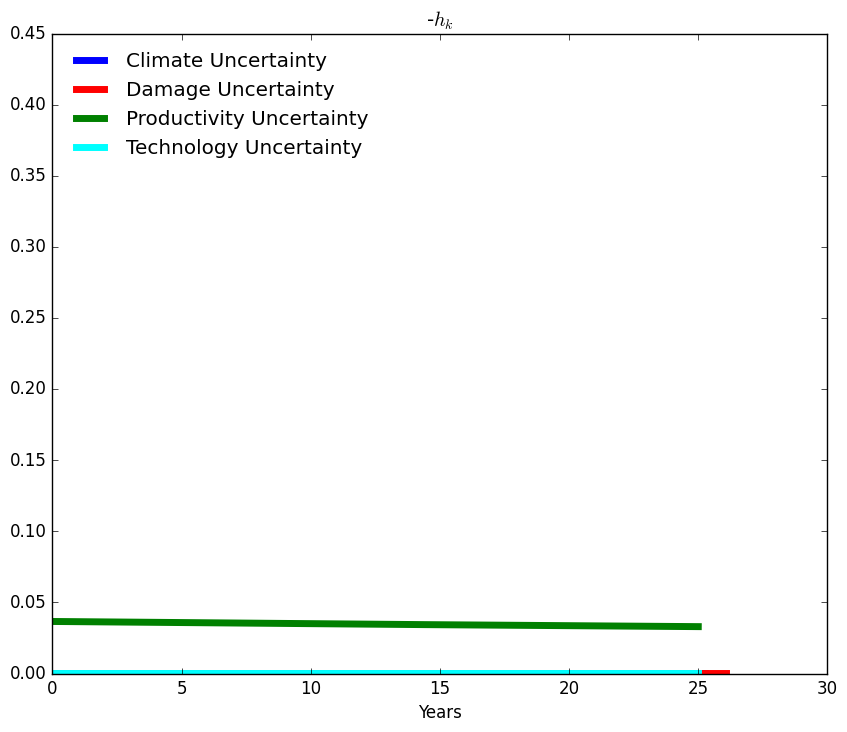 -h_k
Climate Uncertainty
Damage Uncertainty
Productivity Uncertainty
Technology Uncertainty
0.45
0.40
0.35
0.30
0.25
0.20
0.15
0.10
0.05
0.00
0 5 10 15 20 25 30
Years